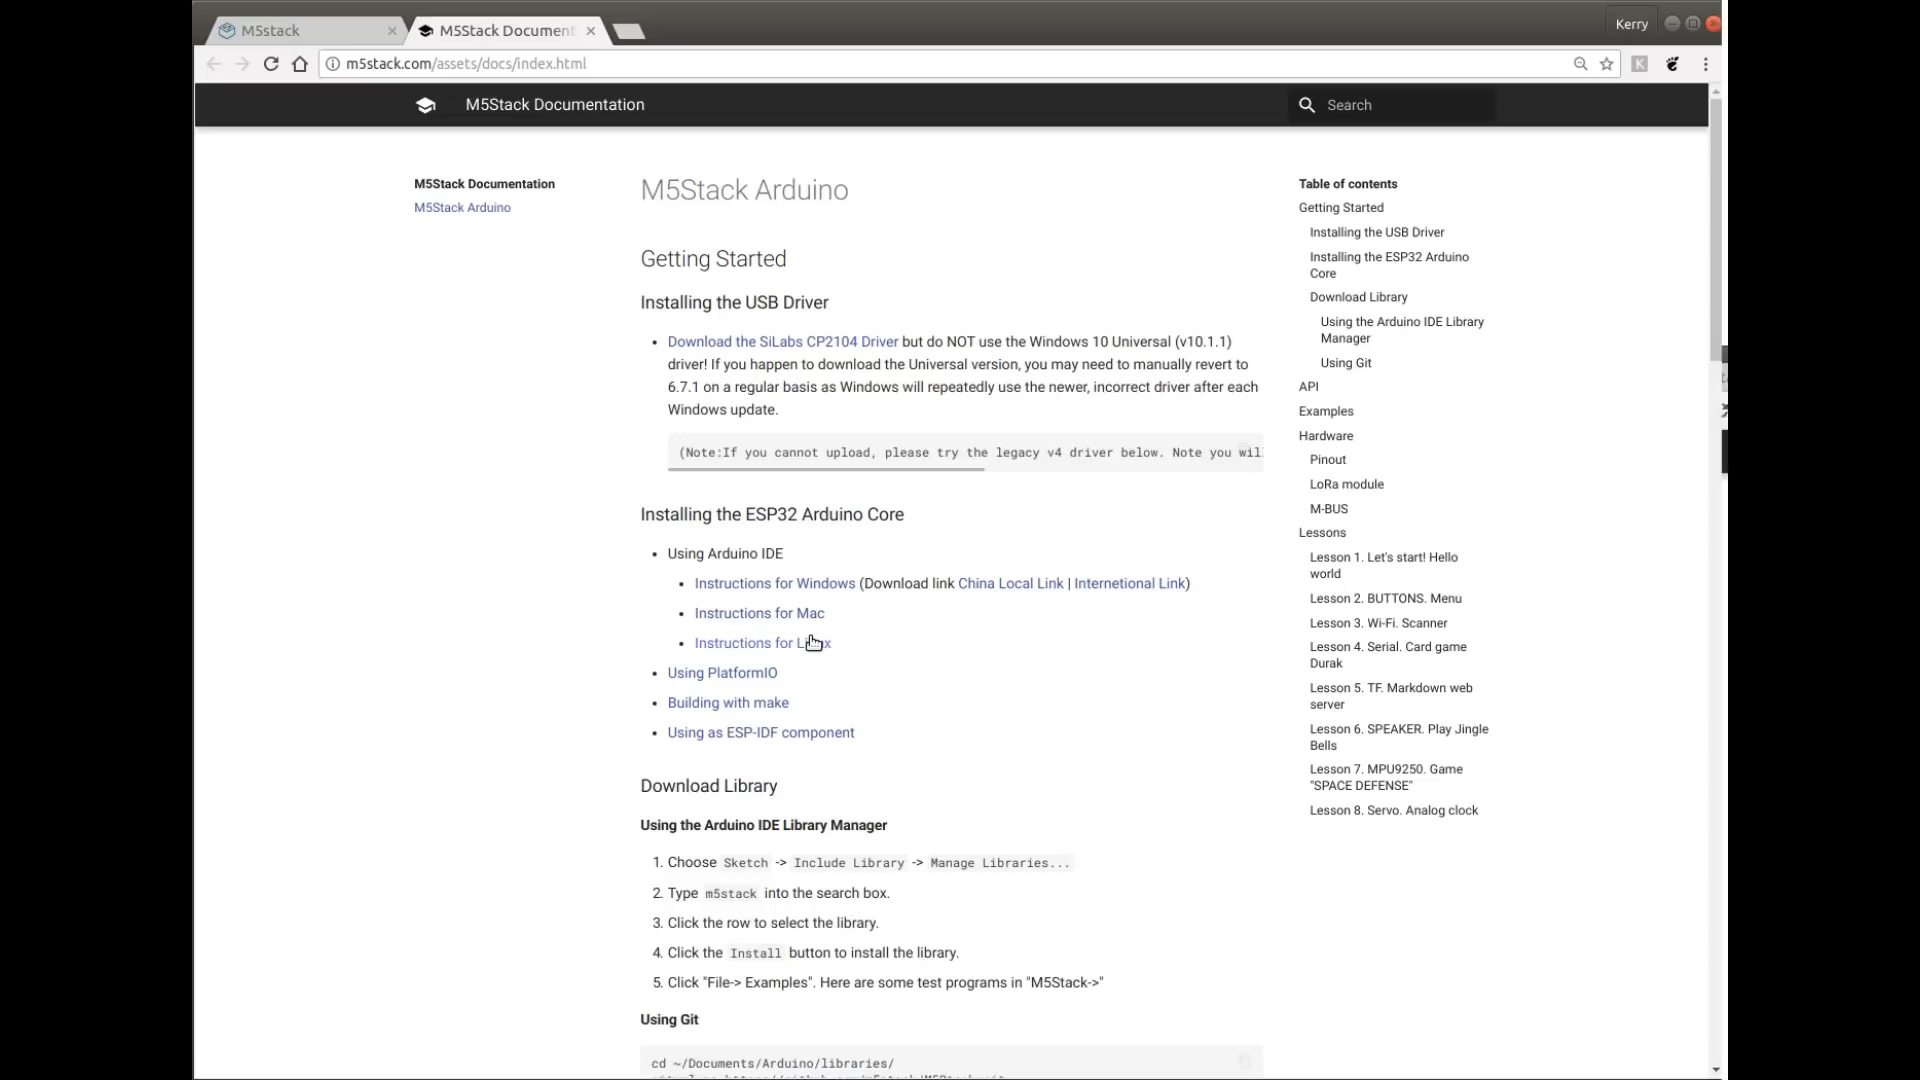 M5stack
M5Stack Document
Kerry
m5stack.com/assets/docs/index.html
M5Stack Documentation
Search
M5Stack Documentation
M5Stack Arduino
M5Stack Arduino
Getting Started
Installing the USB Driver
Download the SiLabs CP2104 Driver but do NOT use the Windows 10 Universal (v10.1.1)
driver! If you happen to download the Universal version, you may need to manually revert to
6.7.1 on a regular basis as Windows will repeatedly use the newer, incorrect driver after each
Windows update.
(Note:If you cannot upload, please try the legacy v4 driver below. Note you wil
Installing the ESP32 Arduino Core
Using Arduino IDE
Instructions for Windows (Download link China Local Link | Internetional Link)
Instructions for Mac
Instructions for Linux
Using PlatformIO
Building with make
Using as ESP-IDF component
Download Library
Using the Arduino IDE Library Manager
1. Choose Sketch -> Include Library -> Manage Libraries...
2. Type m5stack into the search box.
3. Click the row to select the library.
4. Click the Install button to install the library.
5. Click "File-> Examples". Here are some test programs in "M5Stack->"
Using Git
cd ~/Documents/Arduino/libraries/
Table of contents
Getting Started
Installing the USB Driver
Installing the ESP32 Arduino
Core
Download Library
Using the Arduino IDE Library
Manager
Using Git
API
Examples
Hardware
Pinout
LoRa module
M-BUS
Lessons
Lesson 1. Let's start! Hello
world
Lesson 2. BUTTONS. Menu
Lesson 3. Wi-Fi. Scanner
Lesson 4. Serial. Card game
Durak
Lesson 5. TF. Markdown web
server
Lesson 6. SPEAKER. Play Jingle
Bells
Lesson 7. MPU9250. Game
"SPACE DEFENSE"
Lesson 8. Servo. Analog clock